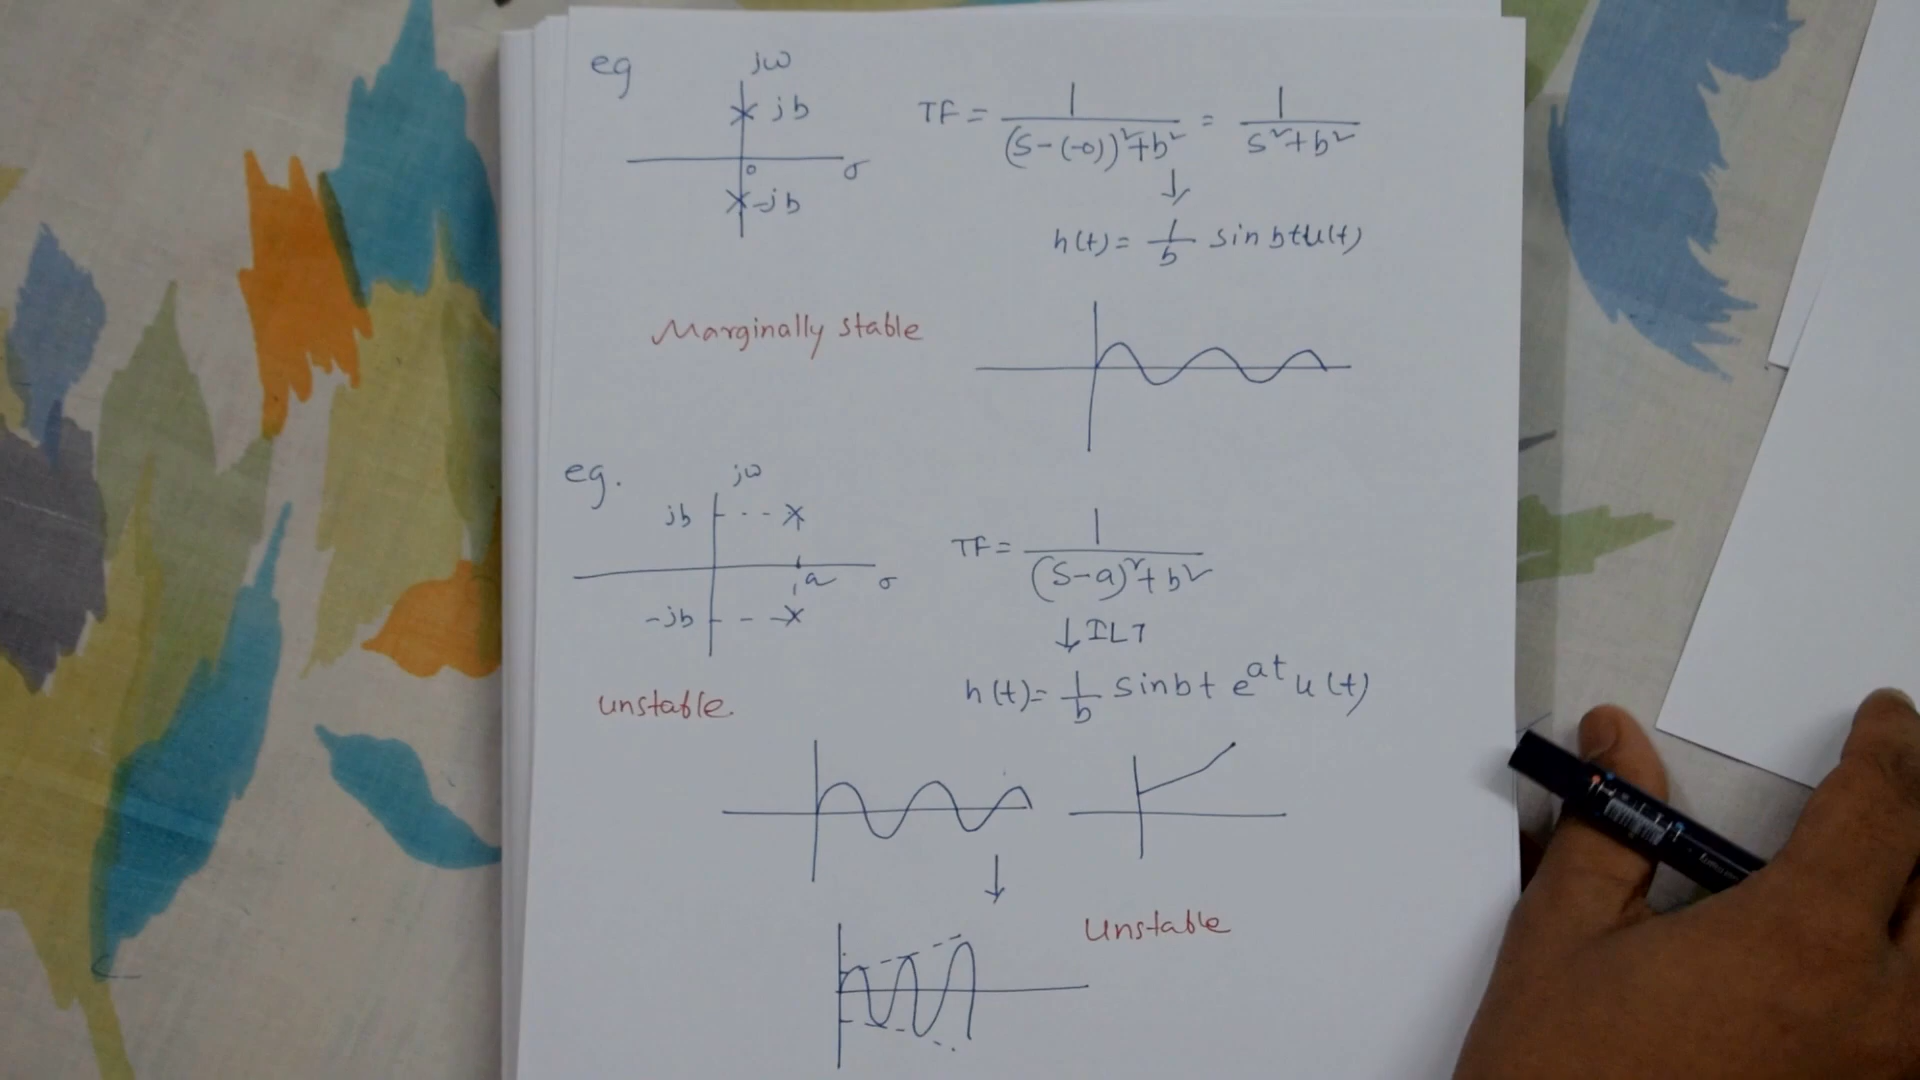 eg
jω
jb
0
σ
-jb
TF = 1/((S-(-0))²+b²) = 1/(s²+b²)
↓
h(t) = 1/b sin bt u(t)
Marginally stable
eg.
jω
jb
a
σ
-jb
TF = 1/((S-a)²+b²)
↓ ILT
h(t) = 1/b sinbt e^at u(t)
unstable
↓
Unstable